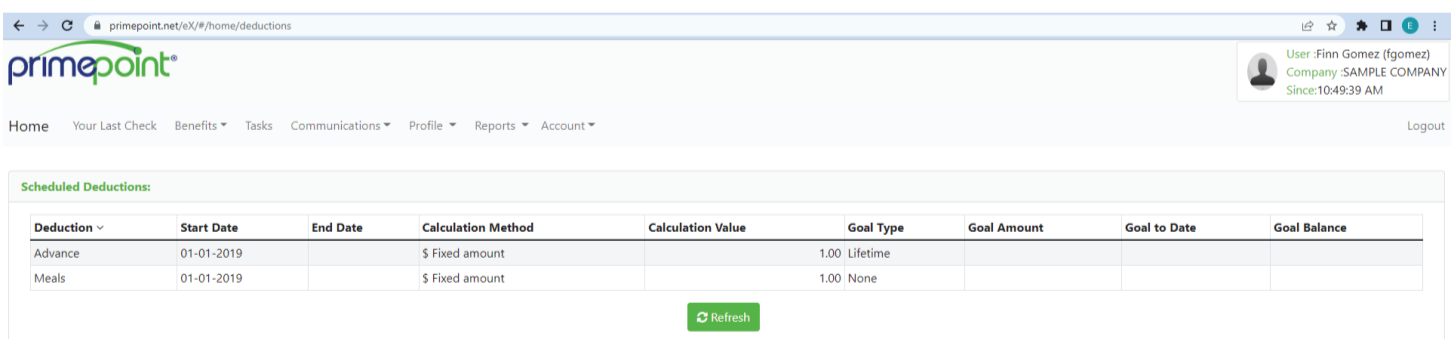 primepoint.net/eX/#/home/deductions
E
primepoint®
User :Finn Gomez (fgomez)
Company :SAMPLE COMPANY
Since:10:49:39 AM
Home Your Last Check Benefits Tasks Communications Profile Reports Account Logout
Scheduled Deductions:
Deduction Start Date End Date Calculation Method Calculation Value Goal Type Goal Amount Goal to Date Goal Balance
Advance 01-01-2019 $ Fixed amount 1.00 Lifetime
Meals 01-01-2019 $ Fixed amount 1.00 None
Refresh